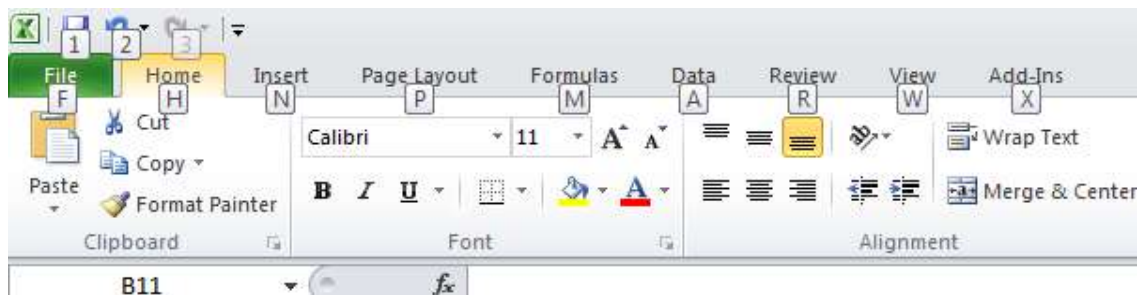 1 2 3
File Home Insert Page Layout Formulas Data Review View Add-Ins
F H N P M A R W X
Cut
Calibri 11 A A Wrap Text
Copy
Paste B I U A Merge & Center
Format Painter
Clipboard Font Alignment
B11 fx